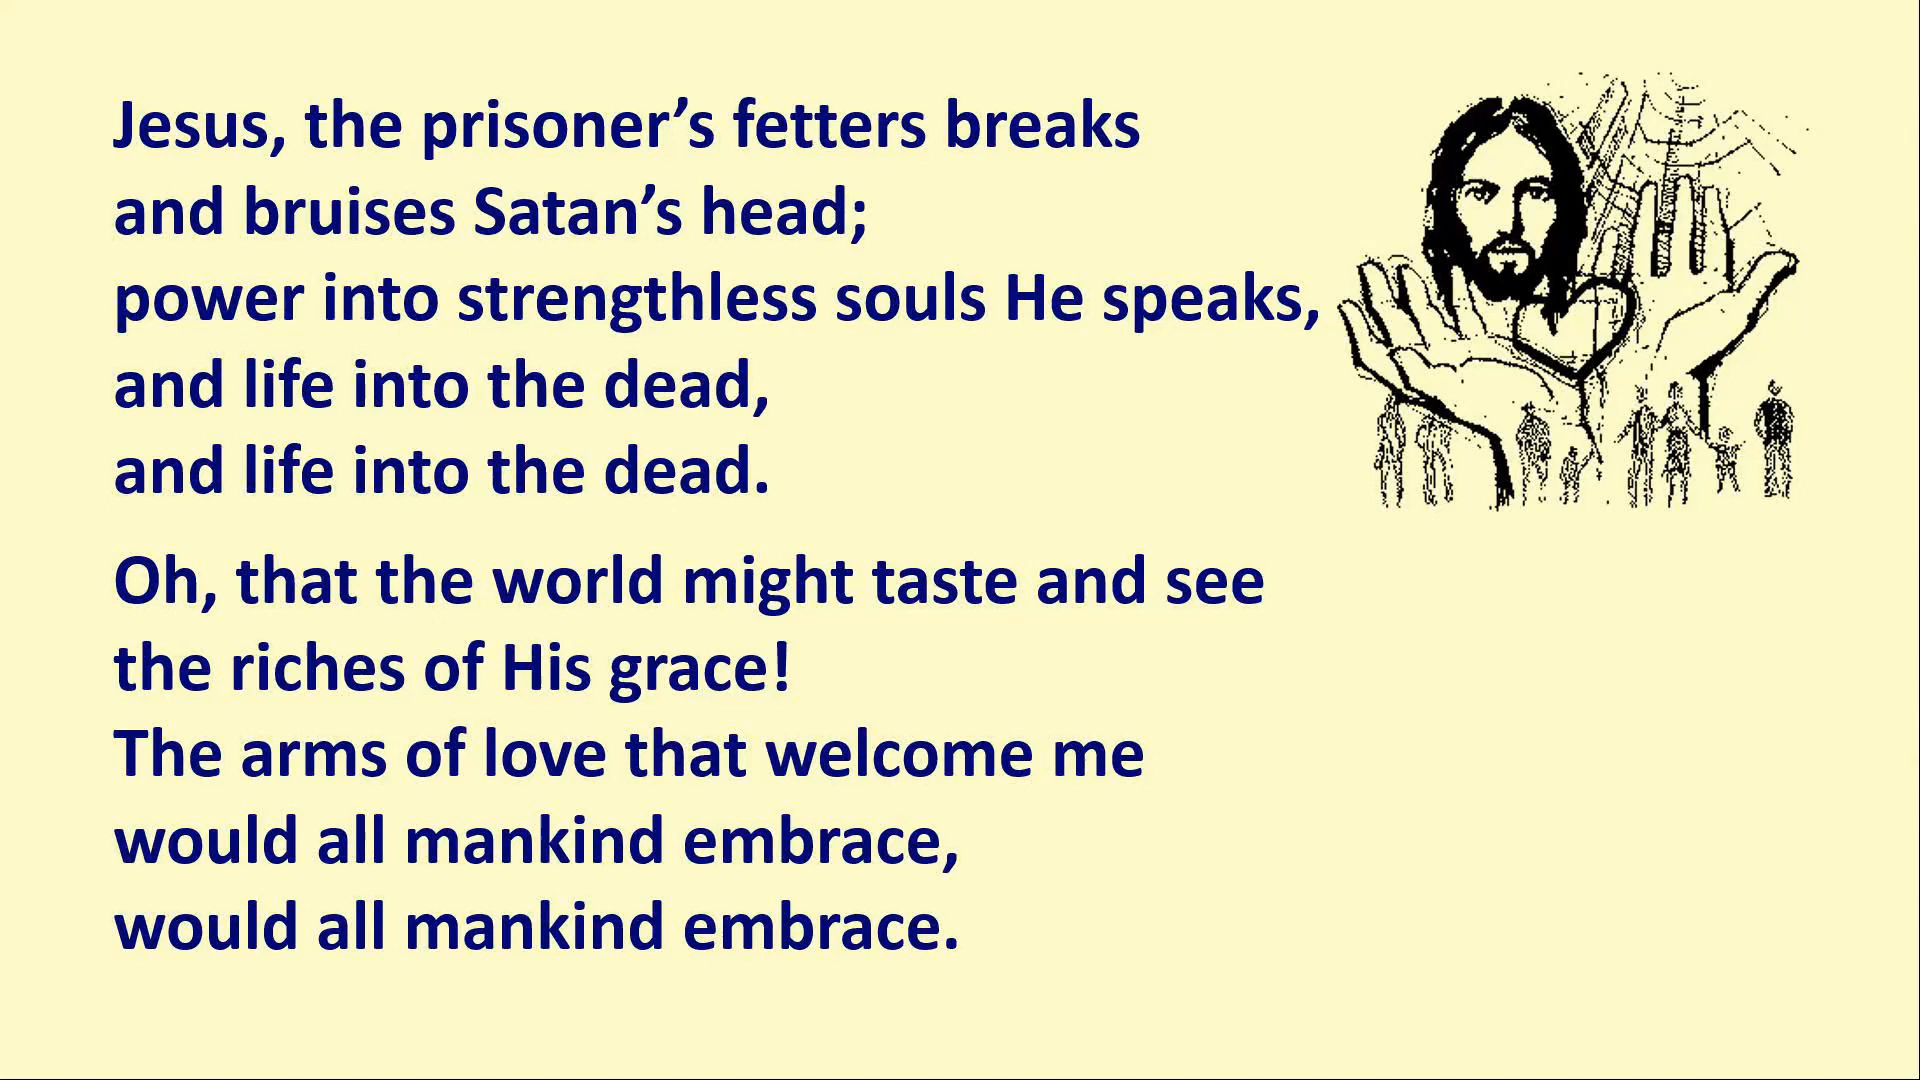 Jesus, the prisoner’s fetters breaks
and bruises Satan’s head;
power into strengthless souls He speaks,
and life into the dead,
and life into the dead.
Oh, that the world might taste and see
the riches of His grace!
The arms of love that welcome me
would all mankind embrace,
would all mankind embrace.